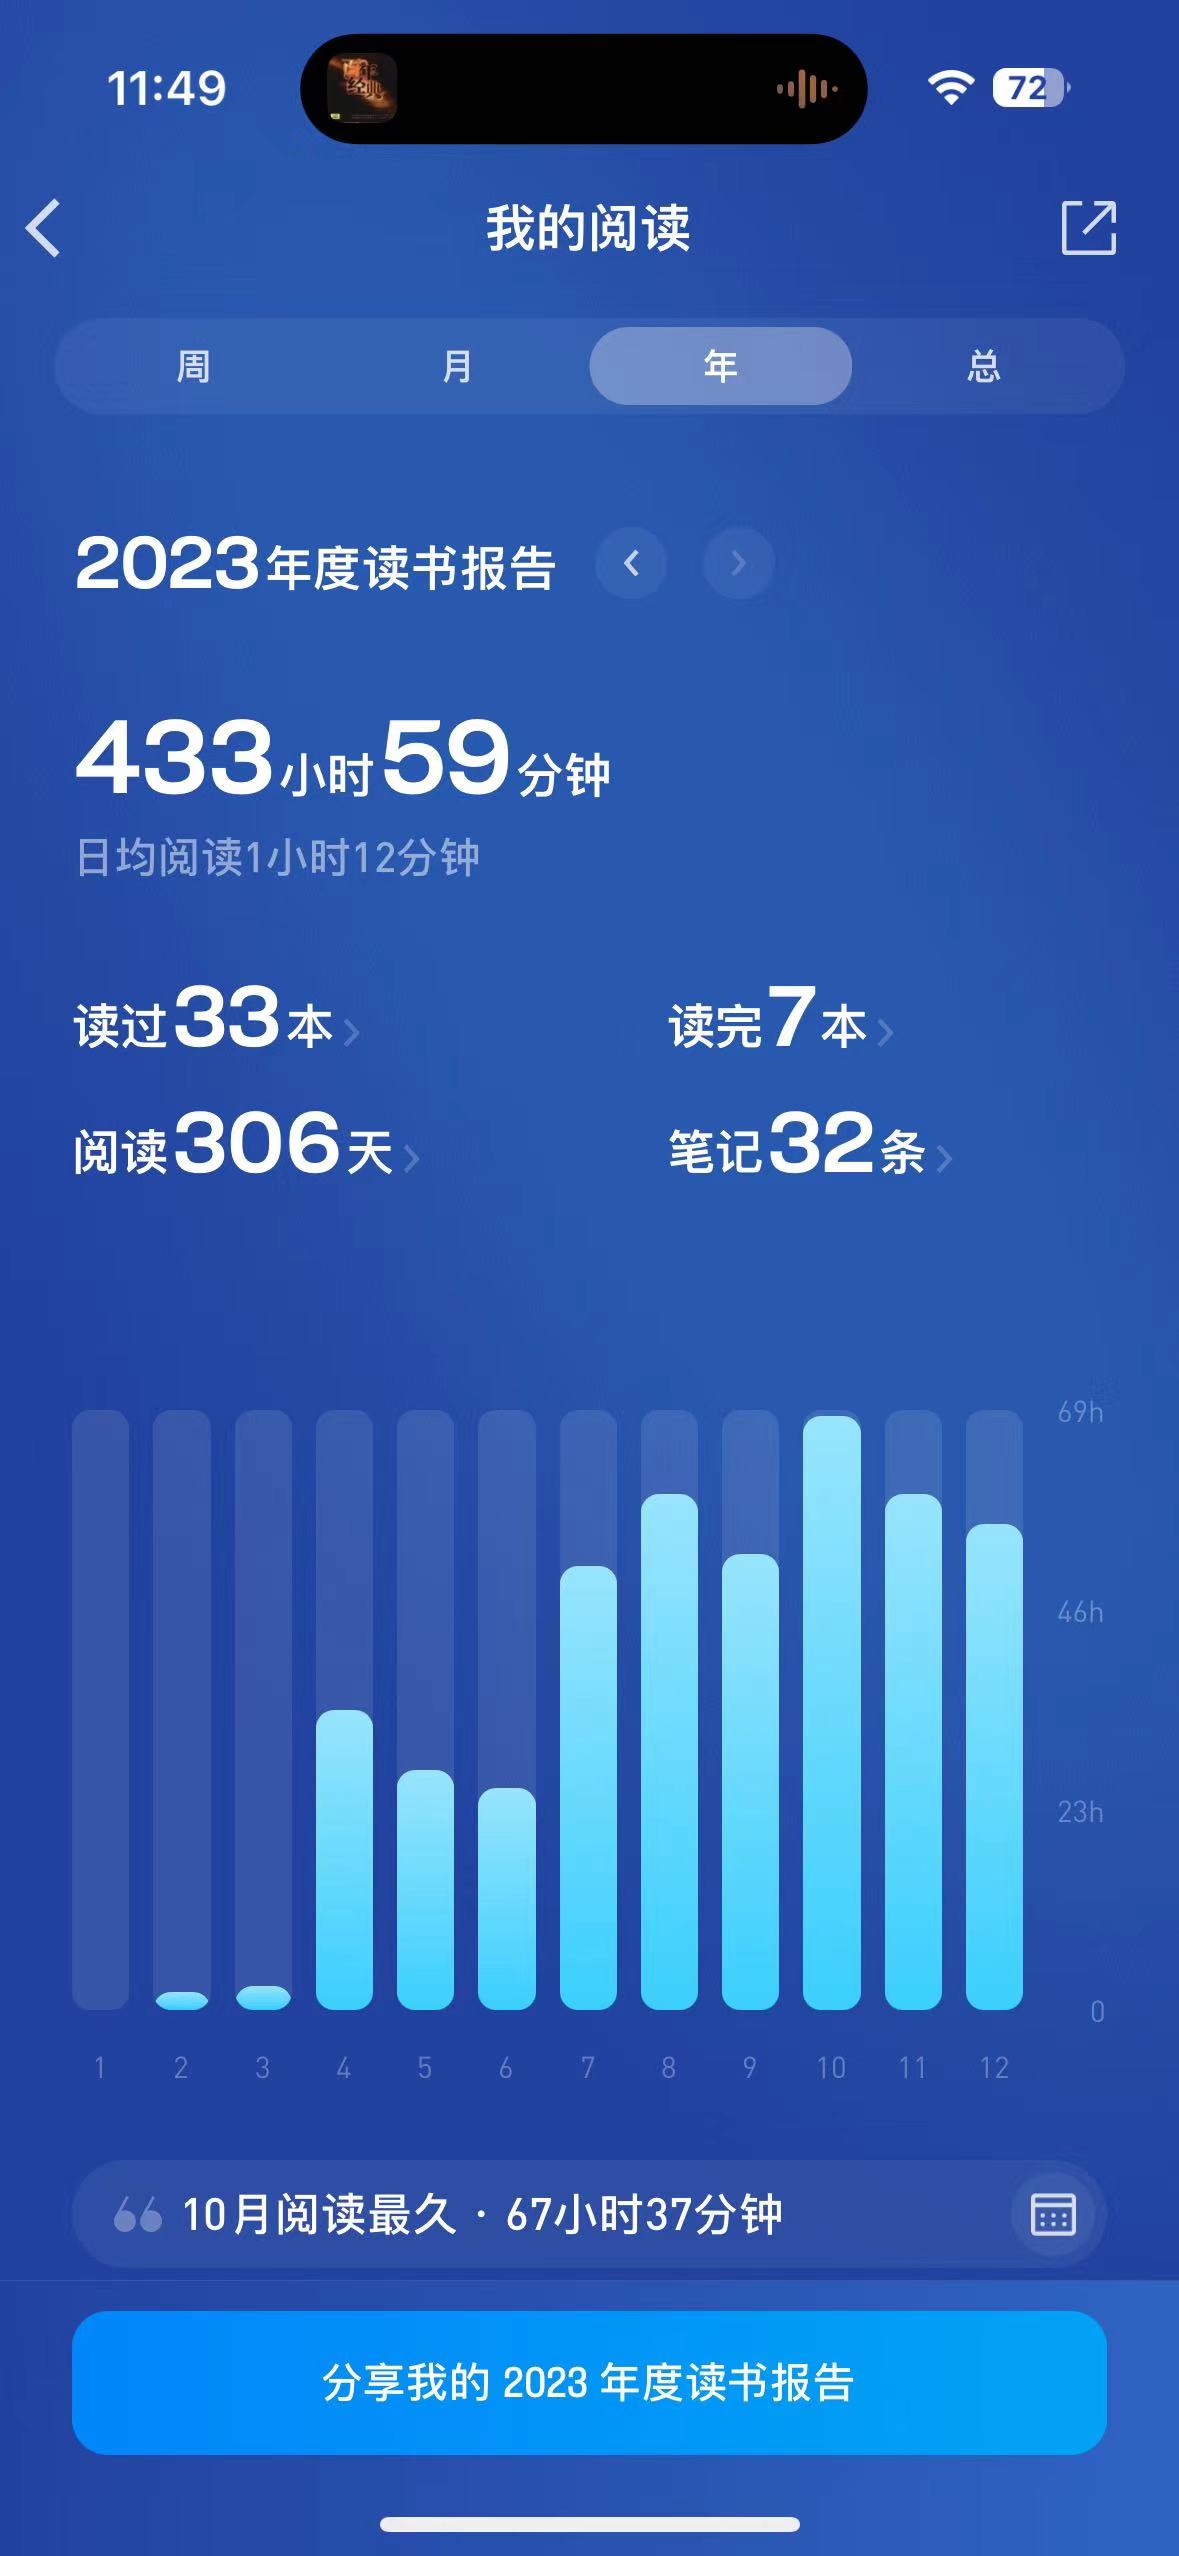 11:49
经典
72
我的阅读
周 月 年 总
2023年度读书报告
433小时59分钟
日均阅读1小时12分钟
读过33本 读完7本
阅读306天 笔记32条
69h
46h
23h
0
1 2 3 4 5 6 7 8 9 10 11 12
10月阅读最久 · 67小时37分钟
分享我的 2023 年度读书报告